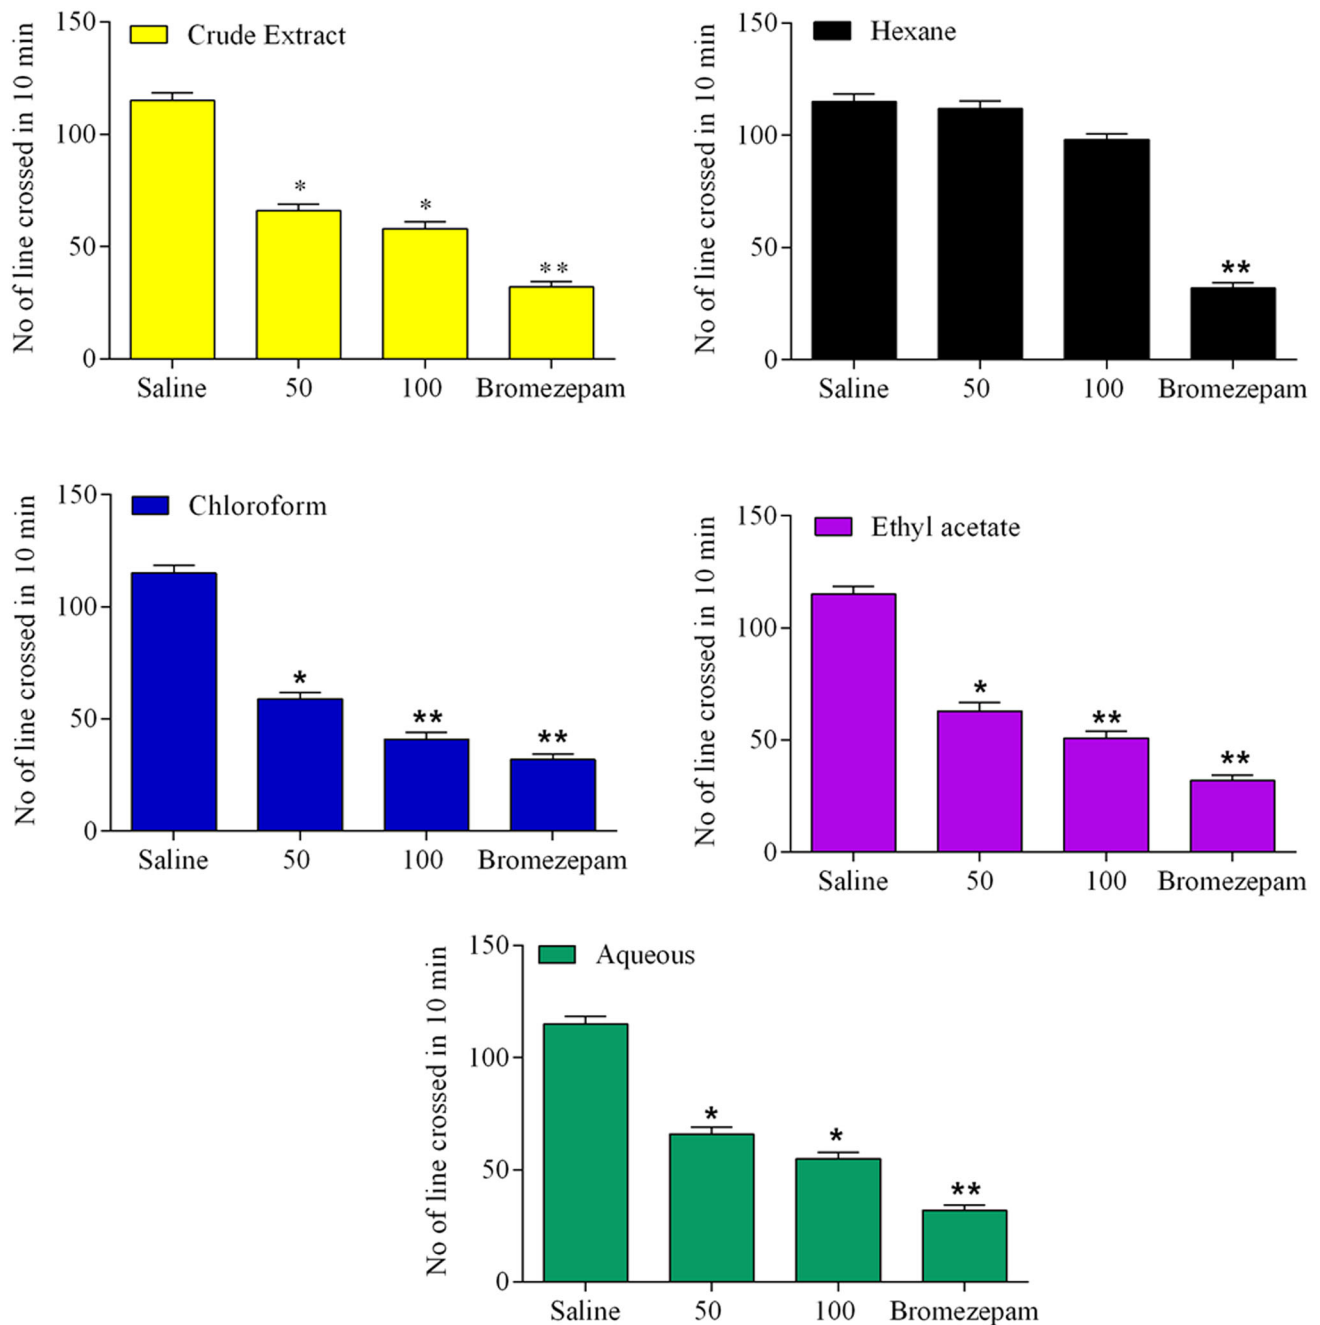 Crude Extract
No of line crossed in 10 min
150
100
50
0
*
*
**
Saline 50 100 Bromezepam
Hexane
No of line crossed in 10 min
150
100
50
0
**
Saline 50 100 Bromezepam
Chloroform
No of line crossed in 10 min
150
100
50
0
*
**
**
Saline 50 100 Bromezepam
Ethyl acetate
No of line crossed in 10 min
150
100
50
0
*
**
**
Saline 50 100 Bromezepam
Aqueous
No of line crossed in 10 min
150
100
50
0
*
*
**
Saline 50 100 Bromezepam